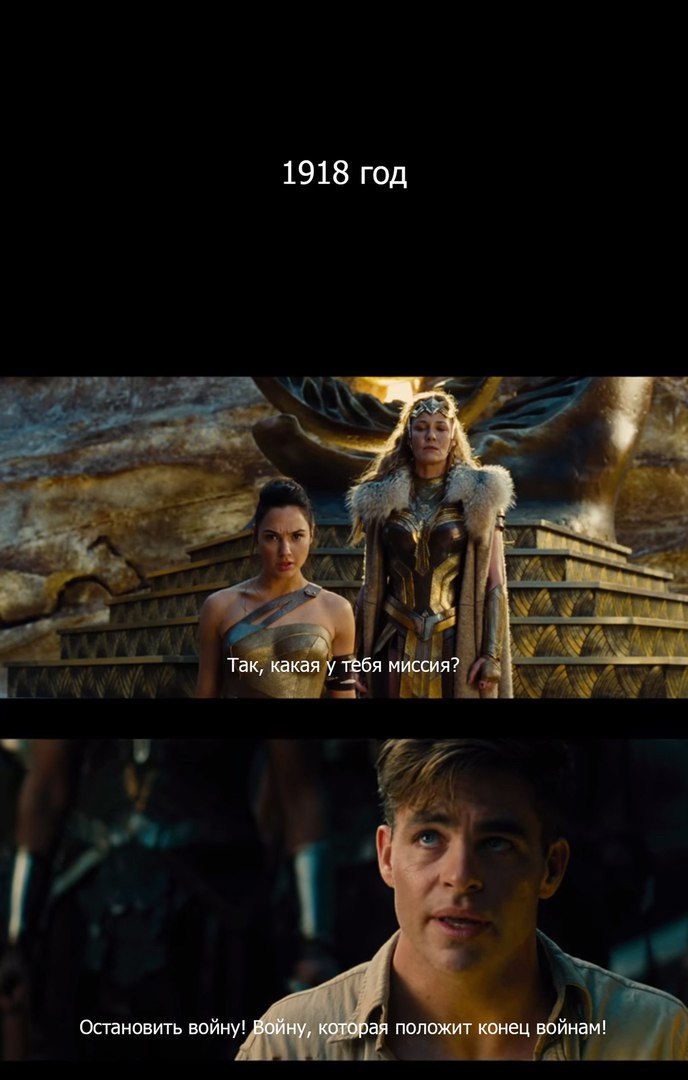 1918 год
Так, какая у тебя миссия?
Остановить войну! Войну, которая положит конец войнам!